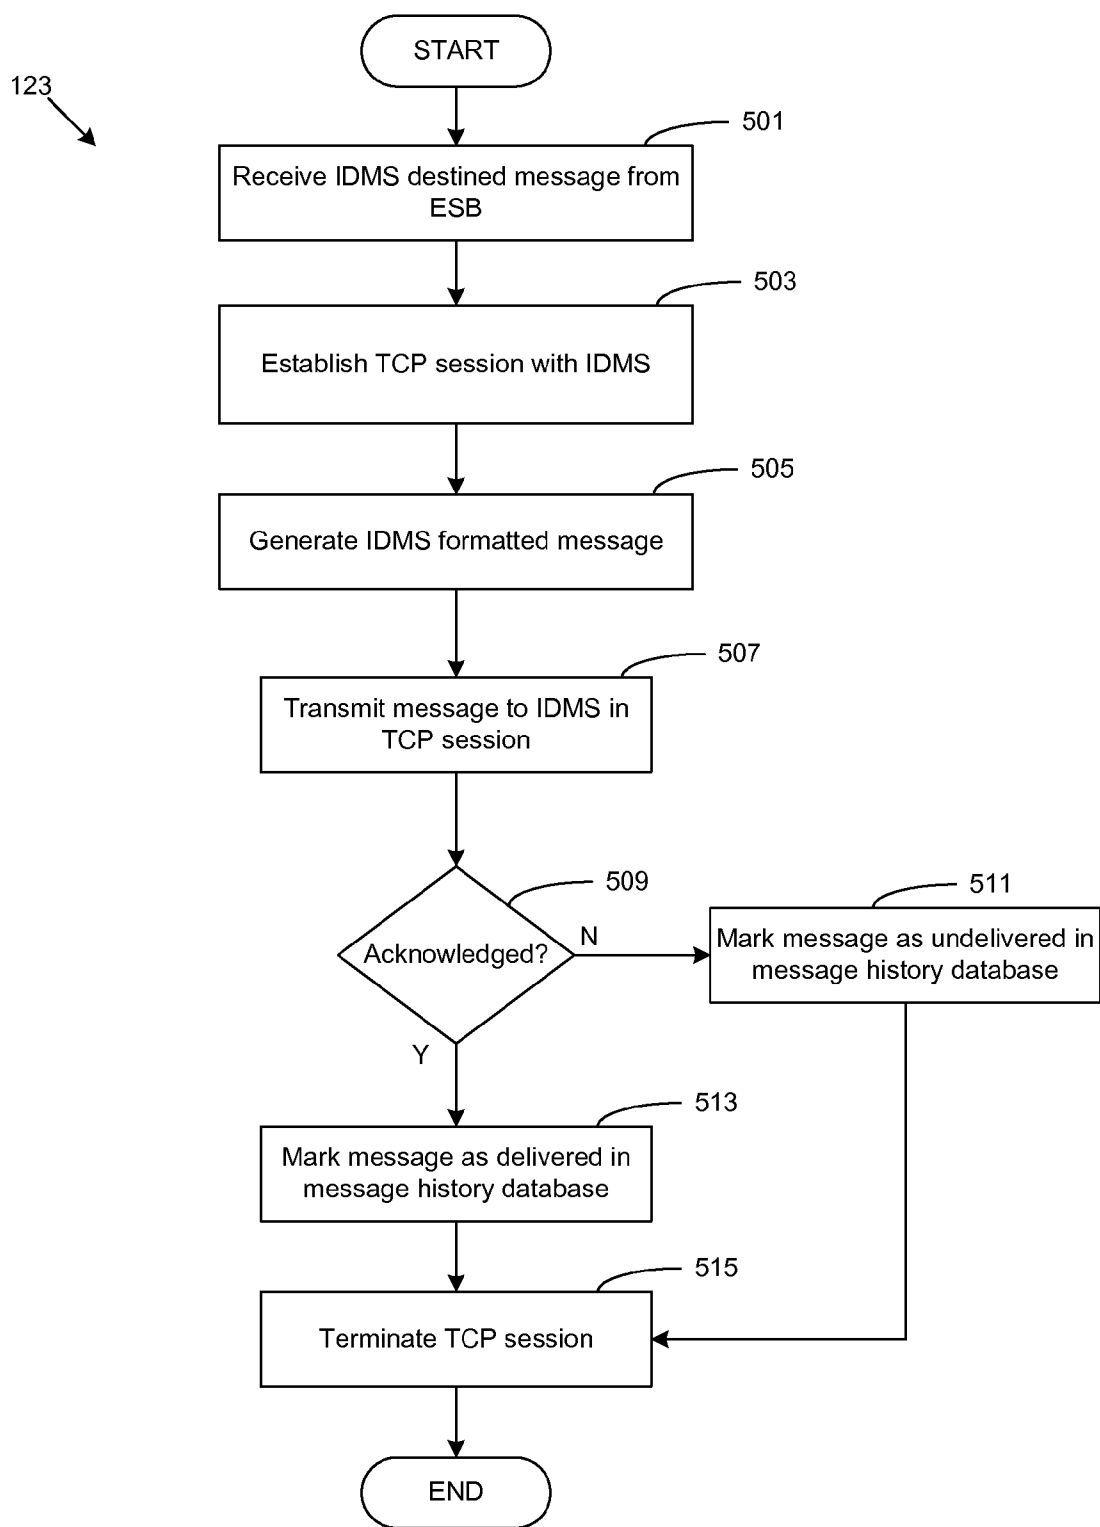 START
123
501
Receive IDMS destined message from
ESB
503
Establish TCP session with IDMS
505
Generate IDMS formatted message
507
Transmit message to IDMS in
TCP session
509
Acknowledged?
N
511
Mark message as undelivered in
message history database
Y
513
Mark message as delivered in
message history database
515
Terminate TCP session
END